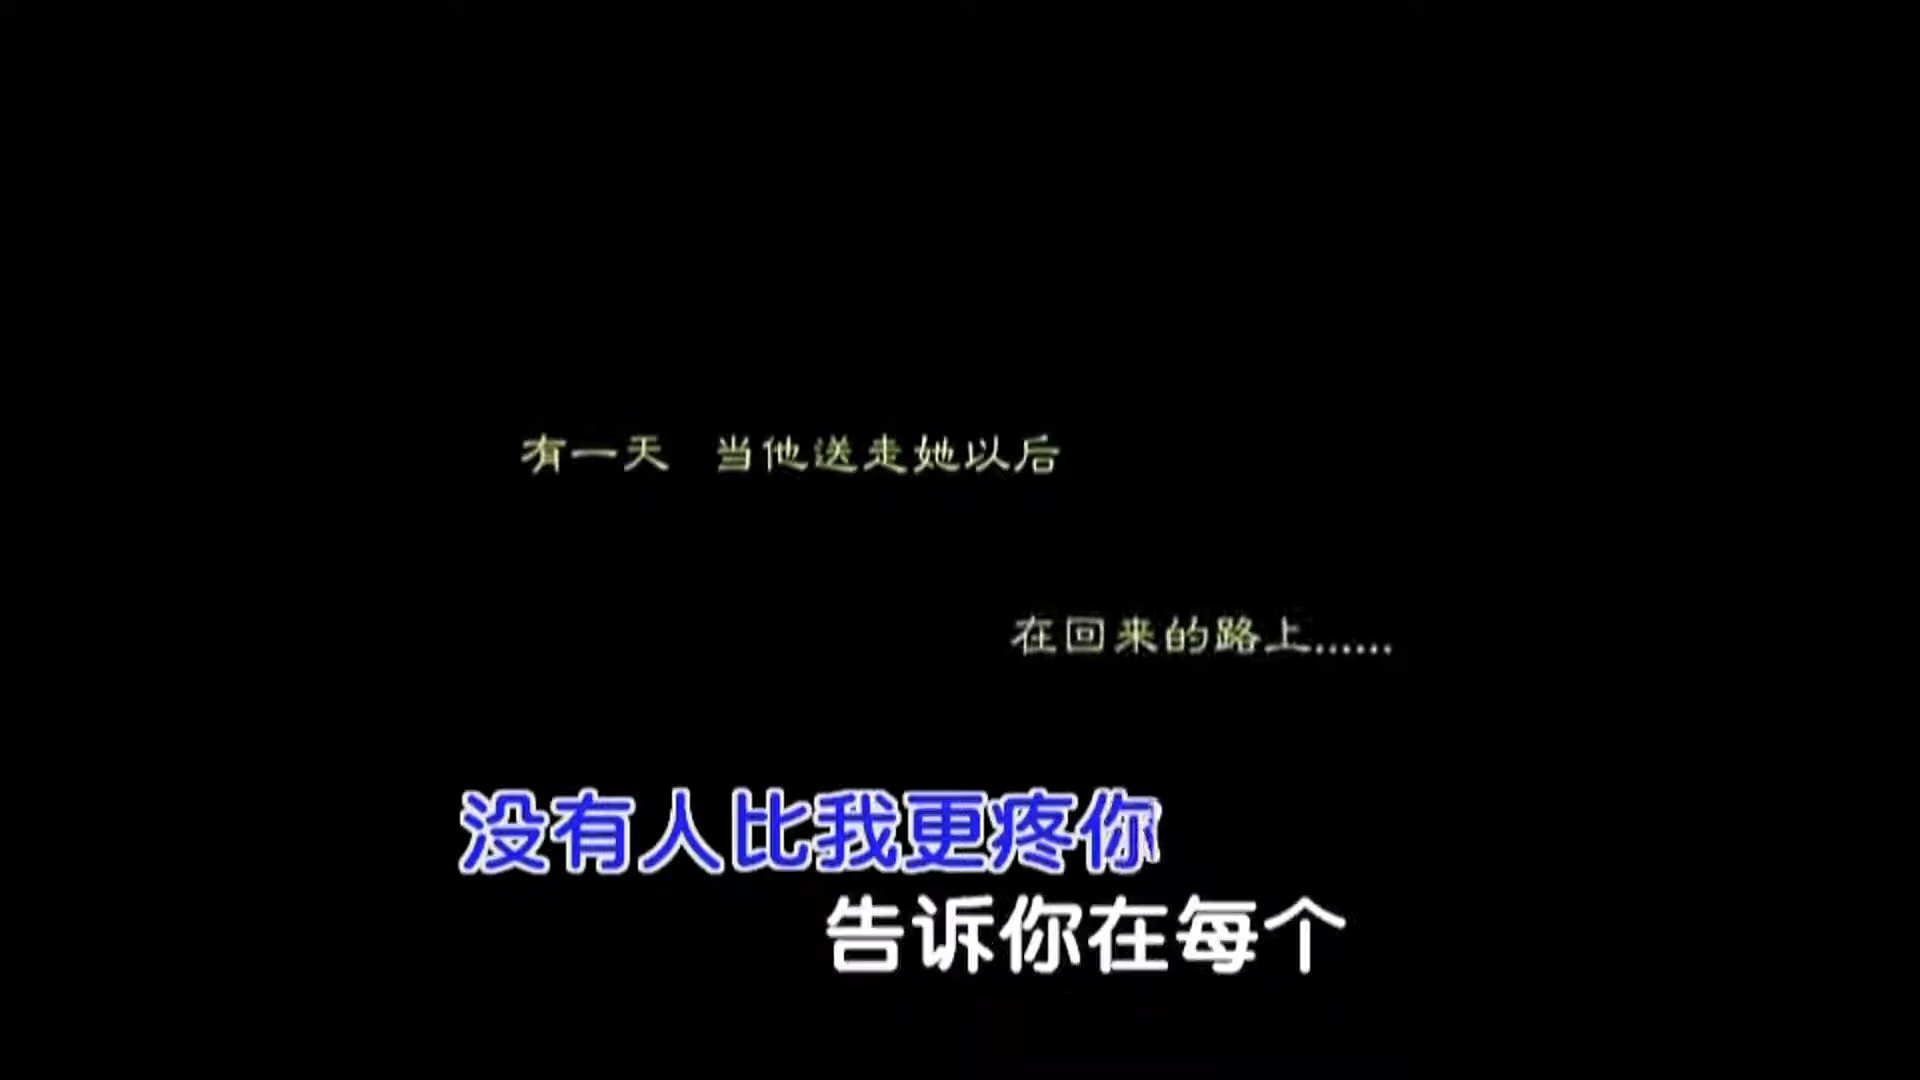 有一天 当他送走她以后
在回来的路上......
没有人比我更疼你
告诉你在每个